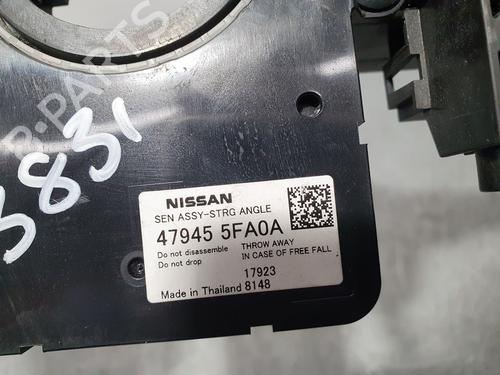 B-PARTS
3831
NISSAN
SEN ASSY-STRG ANGLE
47945 5FA0A
Do not disassemble
Do not drop
THROW AWAY
IN CASE OF FREE FALL
17923
Made in Thailand 8148